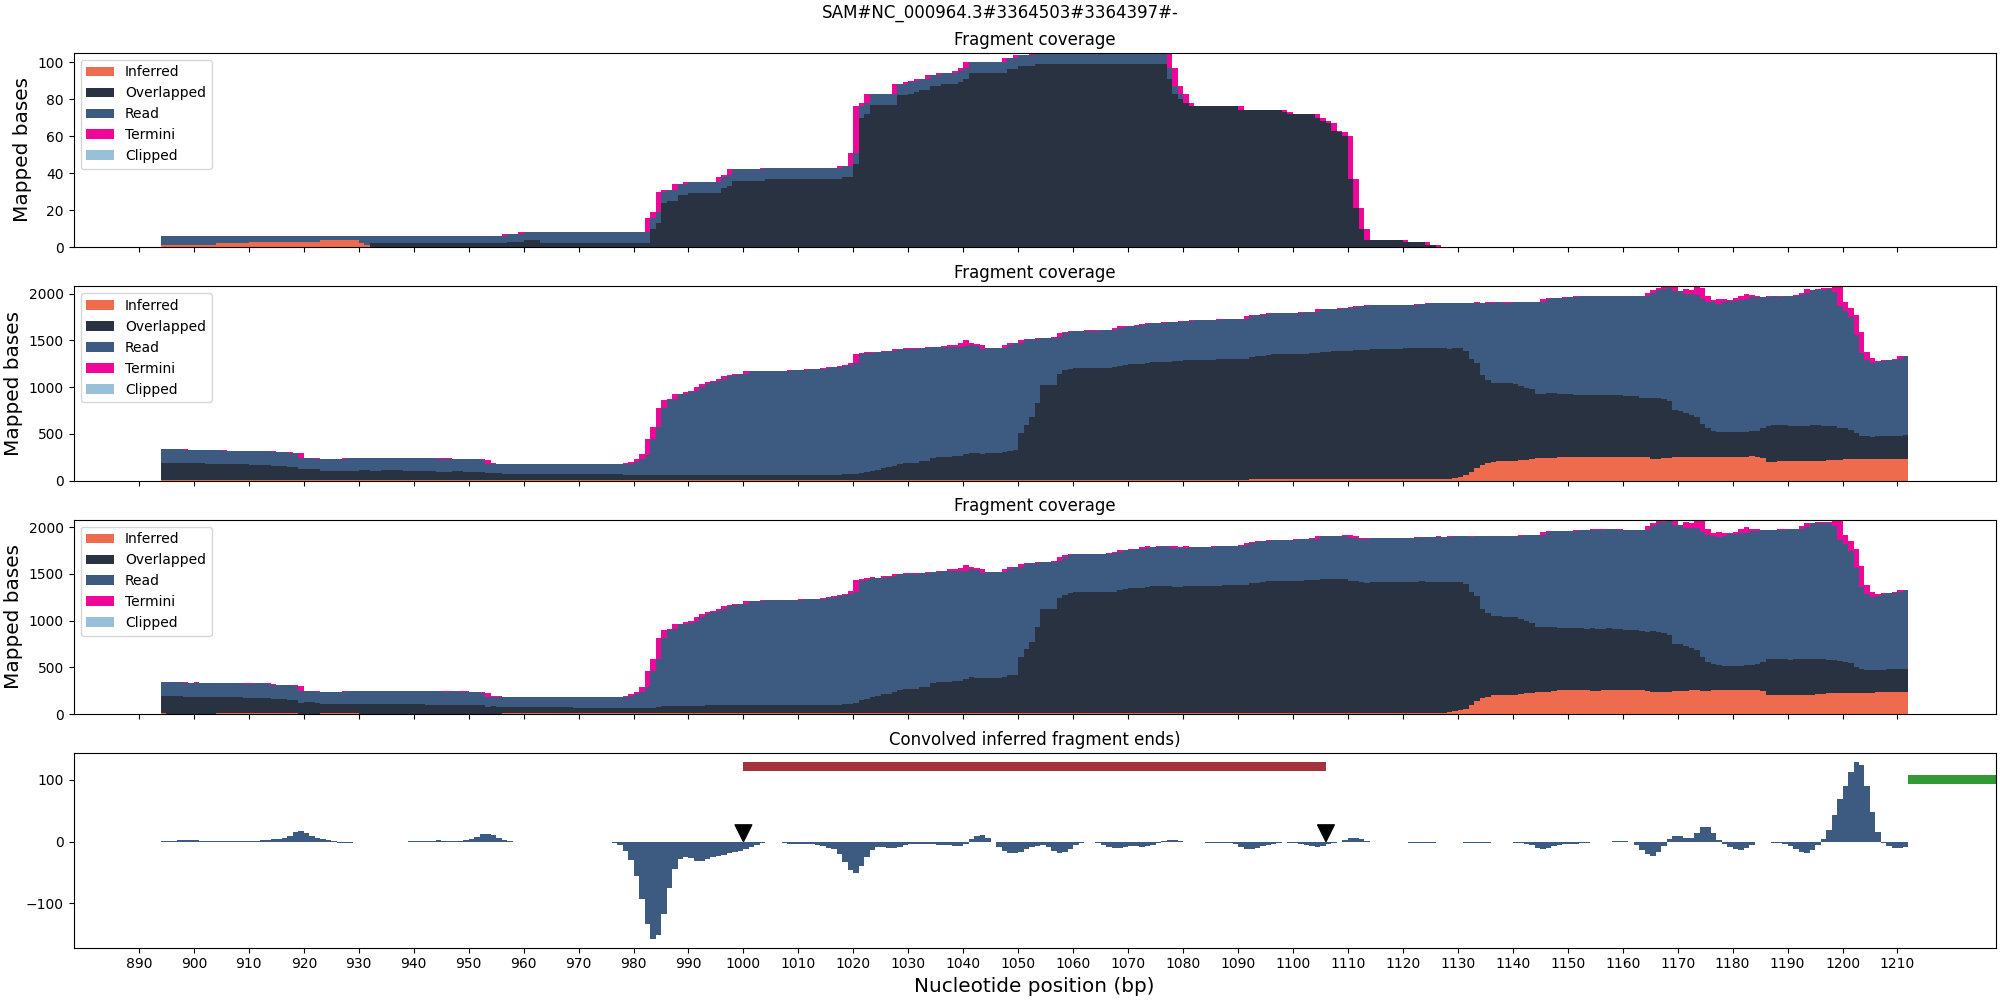 SAM#NC_000964.3#3364503#3364397#-
Fragment coverage
Mapped bases
100
80
60
40
20
0
Inferred
Overlapped
Read
Termini
Clipped
Fragment coverage
Mapped bases
2000
1500
1000
500
0
Inferred
Overlapped
Read
Termini
Clipped
Fragment coverage
Mapped bases
2000
1500
1000
500
0
Inferred
Overlapped
Read
Termini
Clipped
Convolved inferred fragment ends)
100
0
−100
890 900 910 920 930 940 950 960 970 980 990 1000 1010 1020 1030 1040 1050 1060 1070 1080 1090 1100 1110 1120 1130 1140 1150 1160 1170 1180 1190 1200 1210
Nucleotide position (bp)